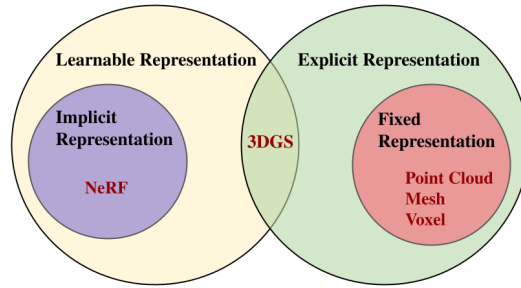 Learnable Representation
Explicit Representation
Implicit
Representation
NeRF
3DGS
Fixed
Representation
Point Cloud
Mesh
Voxel